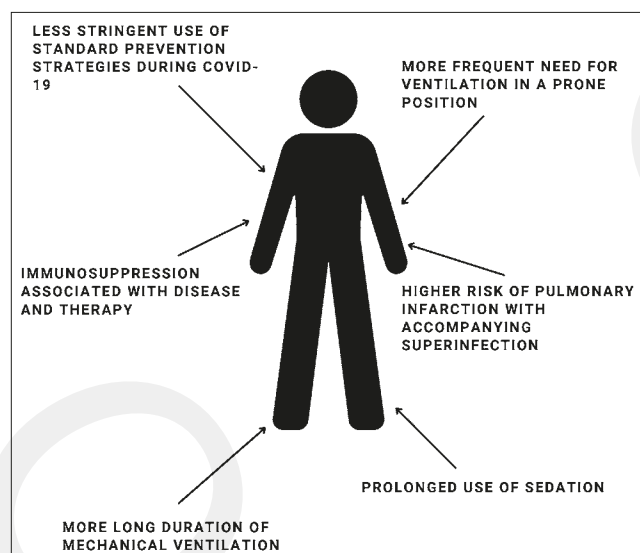 LESS STRINGENT USE OF
STANDARD PREVENTION
STRATEGIES DURING COVID-
19
MORE FREQUENT NEED FOR
VENTILATION IN A PRONE
POSITION
IMMUNOSUPPRESSION
ASSOCIATED WITH DISEASE
AND THERAPY
HIGHER RISK OF PULMONARY
INFARCTION WITH
ACCOMPANYING
SUPERINFECTION
PROLONGED USE OF SEDATION
MORE LONG DURATION OF
MECHANICAL VENTILATION